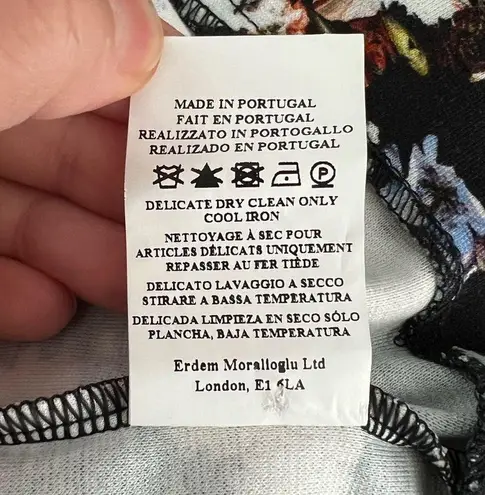 MADE IN PORTUGAL
FAIT EN PORTUGAL
REALIZZATO IN PORTOGALLO
REALIZADO EN PORTUGAL
P
DELICATE DRY CLEAN ONLY
COOL IRON
NETTOYAGE À SEC POUR
ARTICLES DÉLICATS UNIQUEMENT
REPASSER AU FER TIÈDE
DELICATO LAVAGGIO A SECCO
STIRARE A BASSA TEMPERATURA
DELICADA LIMPIEZA EN SECO SÓLO
PLANCHA, BAJA TEMPERATURA
Erdem Moralioglu Ltd
London, E1 6LA